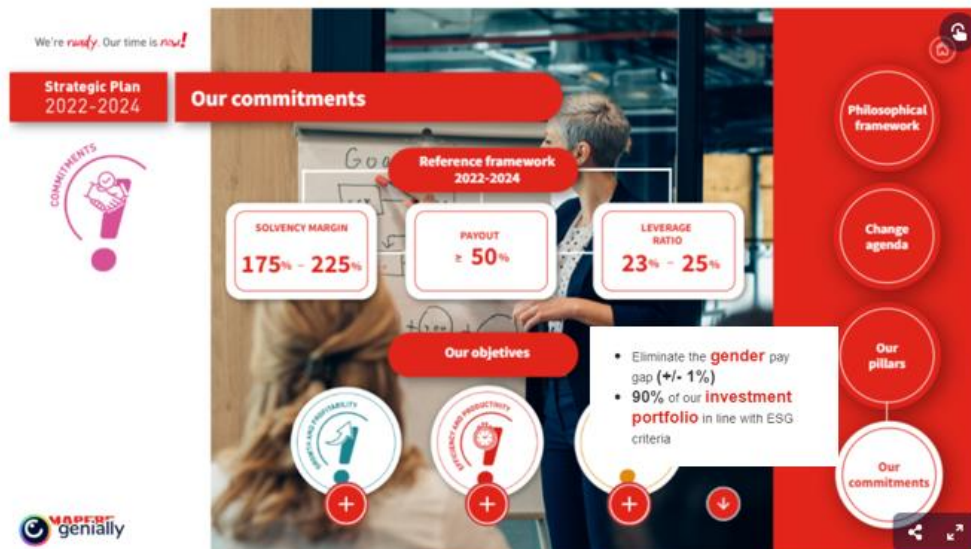 We're ready. Our time is now!
Strategic Plan
2022-2024
Our commitments
COMMITMENTS
Goa
Reference framework
2022-2024
SOLVENCY MARGIN
175% - 225%
PAYOUT
≥ 50%
LEVERAGE
RATIO
23% - 25%
Our objetives
GROWTH AND PROFITABILITY
EFFICIENCY AND PRODUCTIVITY
• Eliminate the gender pay
gap (+/- 1%)
• 90% of our investment
portfolio in line with ESG
criteria
Philosophical
framework
Change
agenda
Our
pillars
Our
commitments
MAPFRE
genially